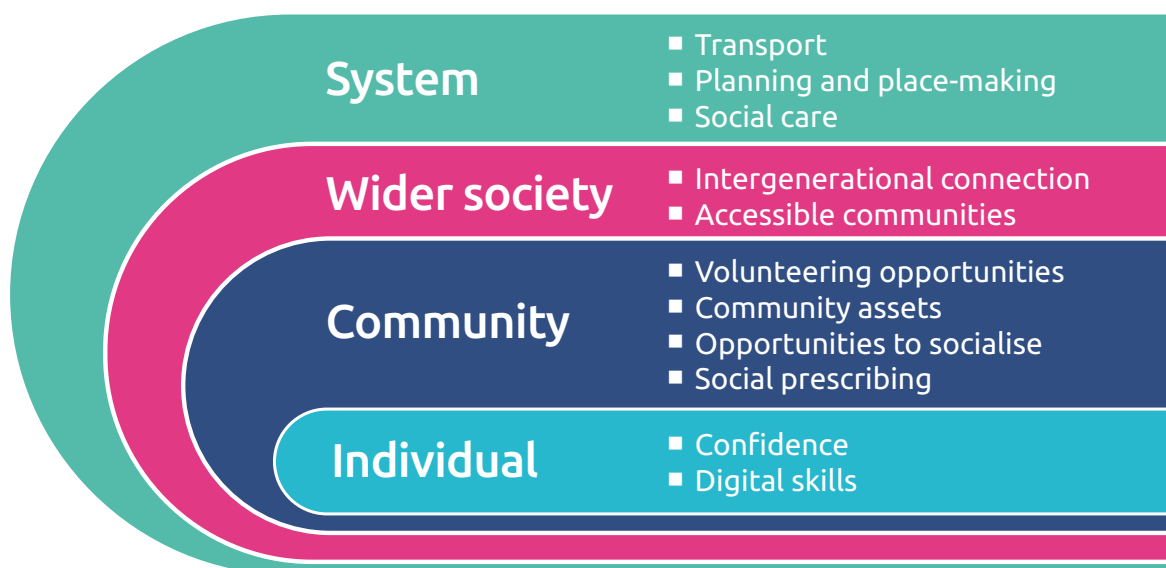 System
■ Transport
■ Planning and place-making
■ Social care
Wider society
■ Intergenerational connection
■ Accessible communities
Community
■ Volunteering opportunities
■ Community assets
■ Opportunities to socialise
■ Social prescribing
Individual
■ Confidence
■ Digital skills